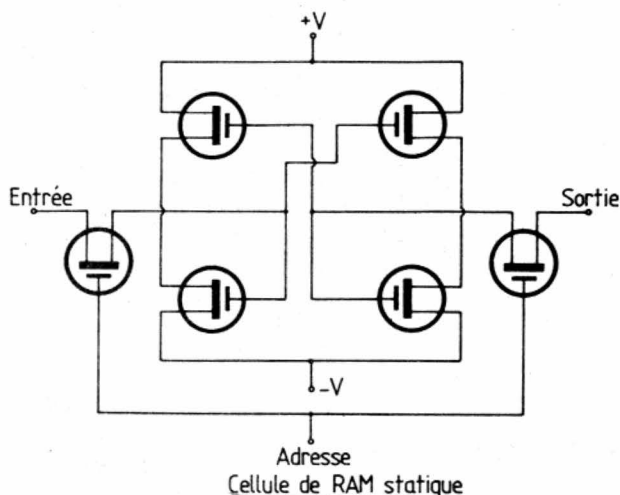 +V
Entrée
Sortie
-V
Adresse
Cellule de RAM statique